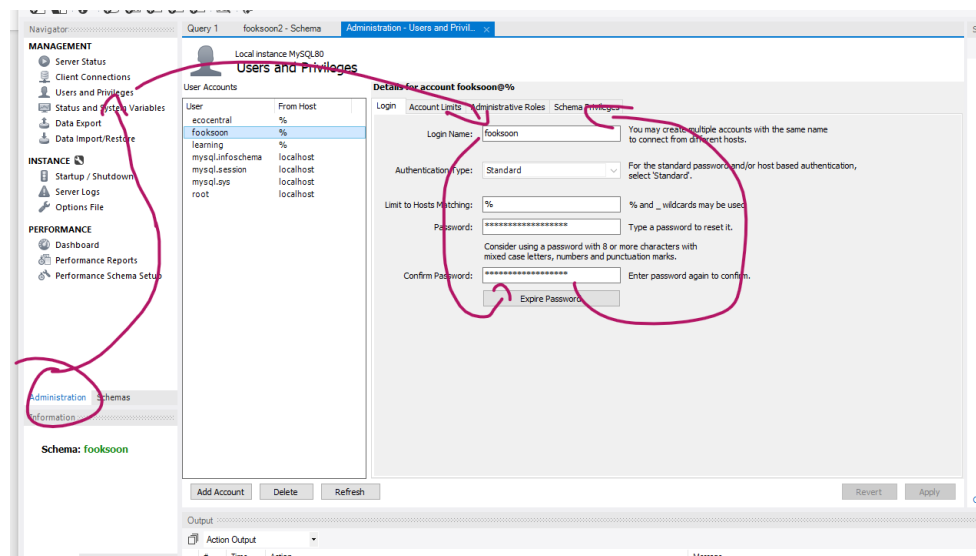 Navigator
Query 1
fooksoon2 - Schema
Administration - Users and Privil...
MANAGEMENT
Server Status
Client Connections
Users and Privileges
Status and System Variables
Data Export
Data Import/Restore
INSTANCE
Startup / Shutdown
Server Logs
Options File
PERFORMANCE
Dashboard
Performance Reports
Performance Schema Setup
Administration Schemas
Information
Schema: fooksoon
Local instance MySQL80
Users and Privileges
User Accounts
User From Host
ecocentral %
fooksoon %
learning %
mysql.infoschema localhost
mysql.session localhost
mysql.sys localhost
root localhost
Add Account Delete Refresh
Details for account fooksoon@%
Login Account Limits Administrative Roles Schema Privileges
Login Name: fooksoon
You may create multiple accounts with the same name
to connect from different hosts.
Authentication Type: Standard
For the standard password and/or host based authentication,
select 'Standard'.
Limit to Hosts Matching: % % and _ wildcards may be used
Password: ****************** Type a password to reset it.
Consider using a password with 8 or more characters with
mixed case letters, numbers and punctuation marks.
Confirm Password: ****************** Enter password again to confirm.
Expire Password
Revert Apply
Output
Action Output
# Time Action Message